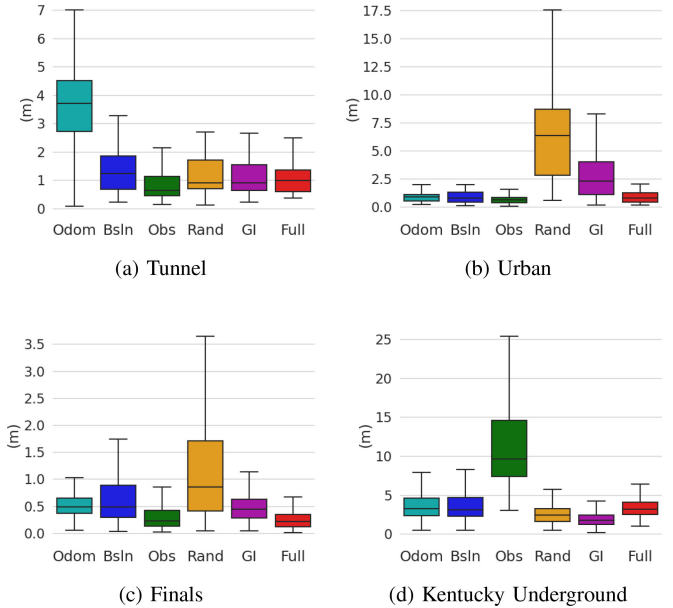 7
6
5
4
3
2
1
0
(m)
Odom Bsln Obs Rand GI Full
(a) Tunnel
17.5
15.0
12.5
10.0
7.5
5.0
2.5
0.0
(m)
Odom Bsln Obs Rand GI Full
(b) Urban
3.5
3.0
2.5
2.0
1.5
1.0
0.5
0.0
(m)
Odom Bsln Obs Rand GI Full
(c) Finals
25
20
15
10
5
0
(m)
Odom Bsln Obs Rand GI Full
(d) Kentucky Underground